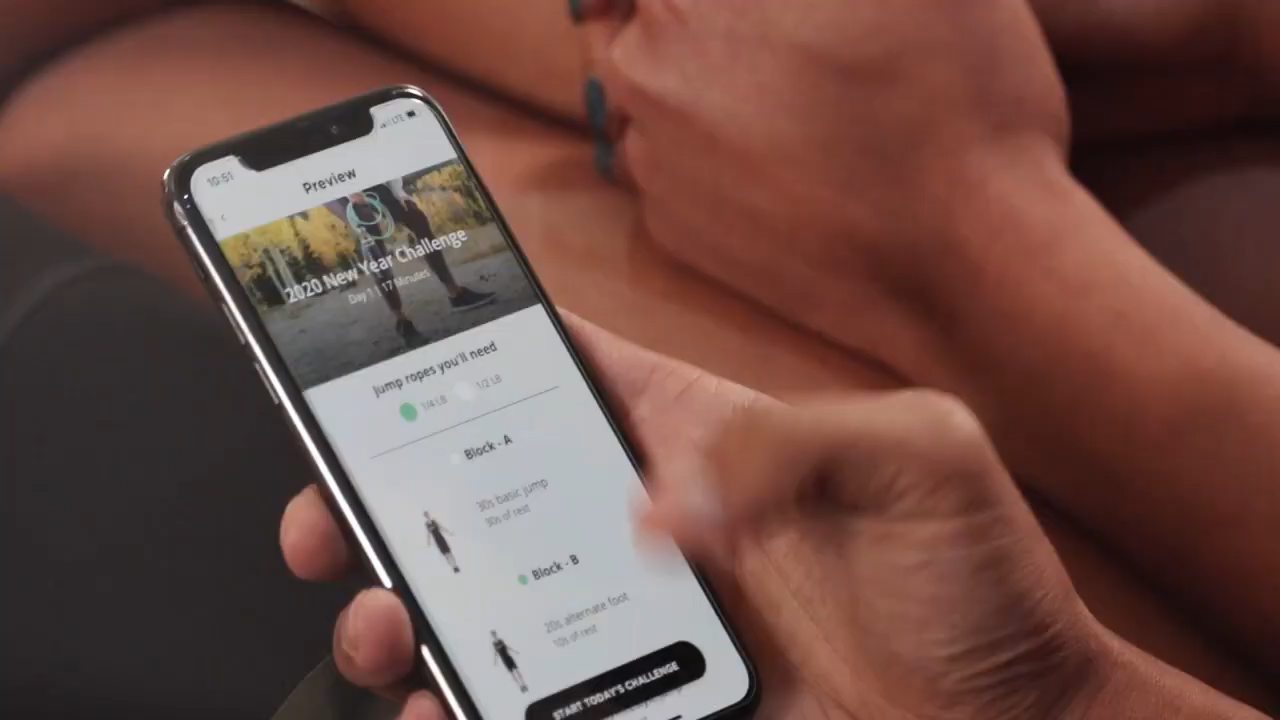 10:51
LTE
Preview
2020 New Year Challenge
Day 1 | 17 Minutes
Jump ropes you'll need
1/4 LB
1/2 LB
Block - A
30s basic jump
30s of rest
Block - B
20s alternate foot
10s of rest
START TODAY'S CHALLENGE